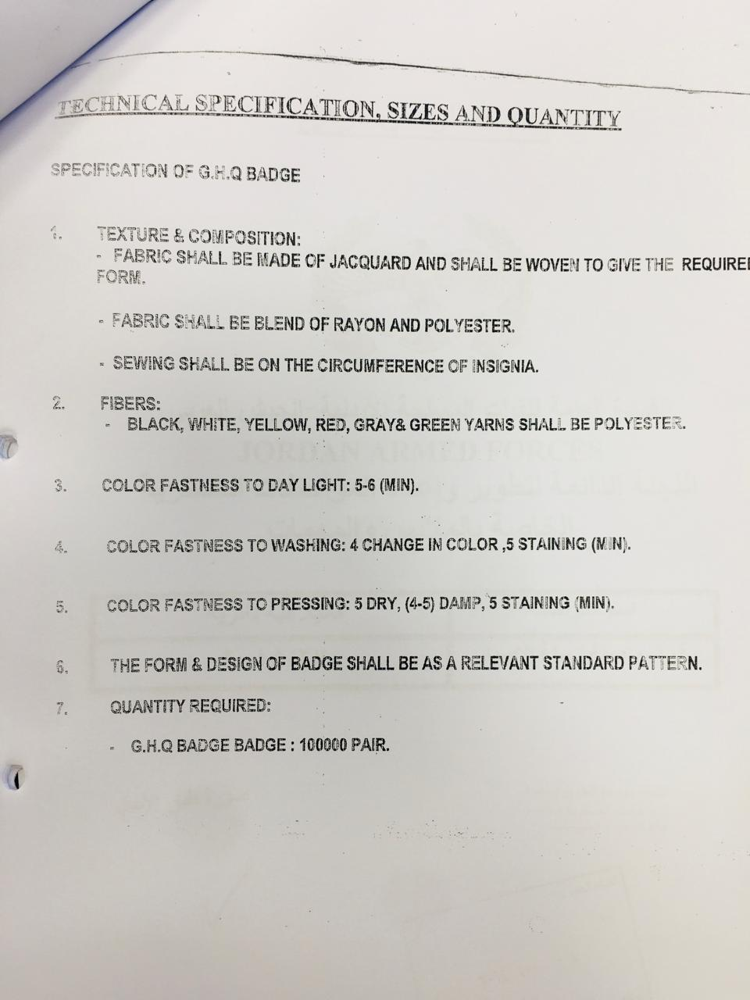 TECHNICAL SPECIFICATION, SIZES AND QUANTITY
SPECIFICATION OF G.H.Q BADGE
1. TEXTURE & COMPOSITION:
- FABRIC SHALL BE MADE OF JACQUARD AND SHALL BE WOVEN TO GIVE THE REQUIRE
FORM.
- FABRIC SHALL BE BLEND OF RAYON AND POLYESTER.
- SEWING SHALL BE ON THE CIRCUMFERENCE OF INSIGNIA.
2. FIBERS:
- BLACK, WHITE, YELLOW, RED, GRAY& GREEN YARNS SHALL BE POLYESTER.
JORDAN ARMED FORCES
3. COLOR FASTNESS TO DAY LIGHT: 5-6 (MIN).
4. COLOR FASTNESS TO WASHING: 4 CHANGE IN COLOR ,5 STAINING (MIN).
5. COLOR FASTNESS TO PRESSING: 5 DRY, (4-5) DAMP, 5 STAINING (MIN).
6. THE FORM & DESIGN OF BADGE SHALL BE AS A RELEVANT STANDARD PATTERN.
7. QUANTITY REQUIRED:
- G.H.Q BADGE BADGE : 100000 PAIR.